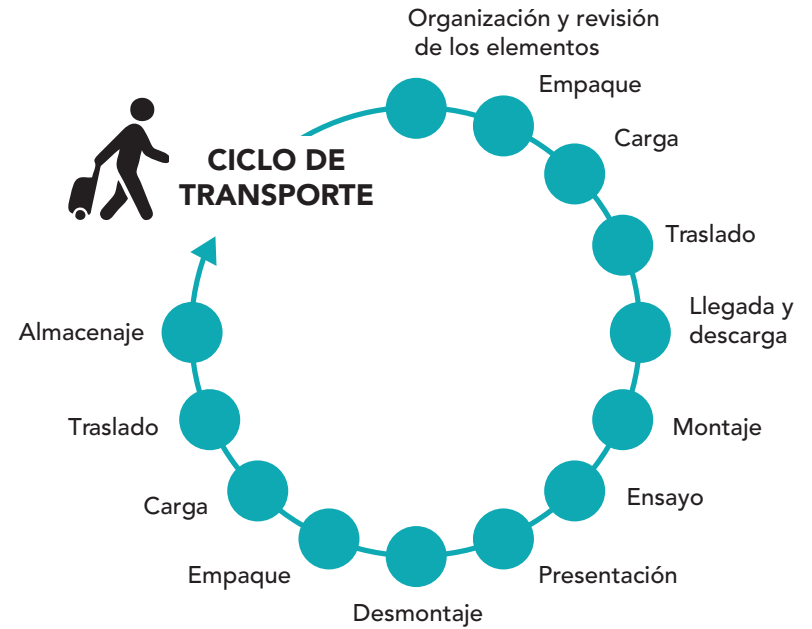 CICLO DE
TRANSPORTE
Organización y revisión
de los elementos
Empaque
Carga
Traslado
Llegada y
descarga
Montaje
Ensayo
Presentación
Desmontaje
Empaque
Carga
Traslado
Almacenaje